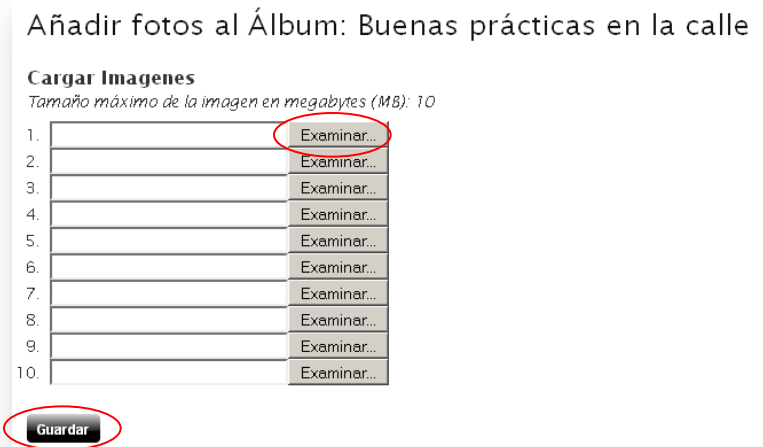 Añadir fotos al Álbum: Buenas prácticas en la calle
Cargar Imagenes
Tamaño máximo de la imagen en megabytes (MB): 10
1. Examinar...
2. Examinar...
3. Examinar...
4. Examinar...
5. Examinar...
6. Examinar...
7. Examinar...
8. Examinar...
9. Examinar...
10. Examinar...
Guardar